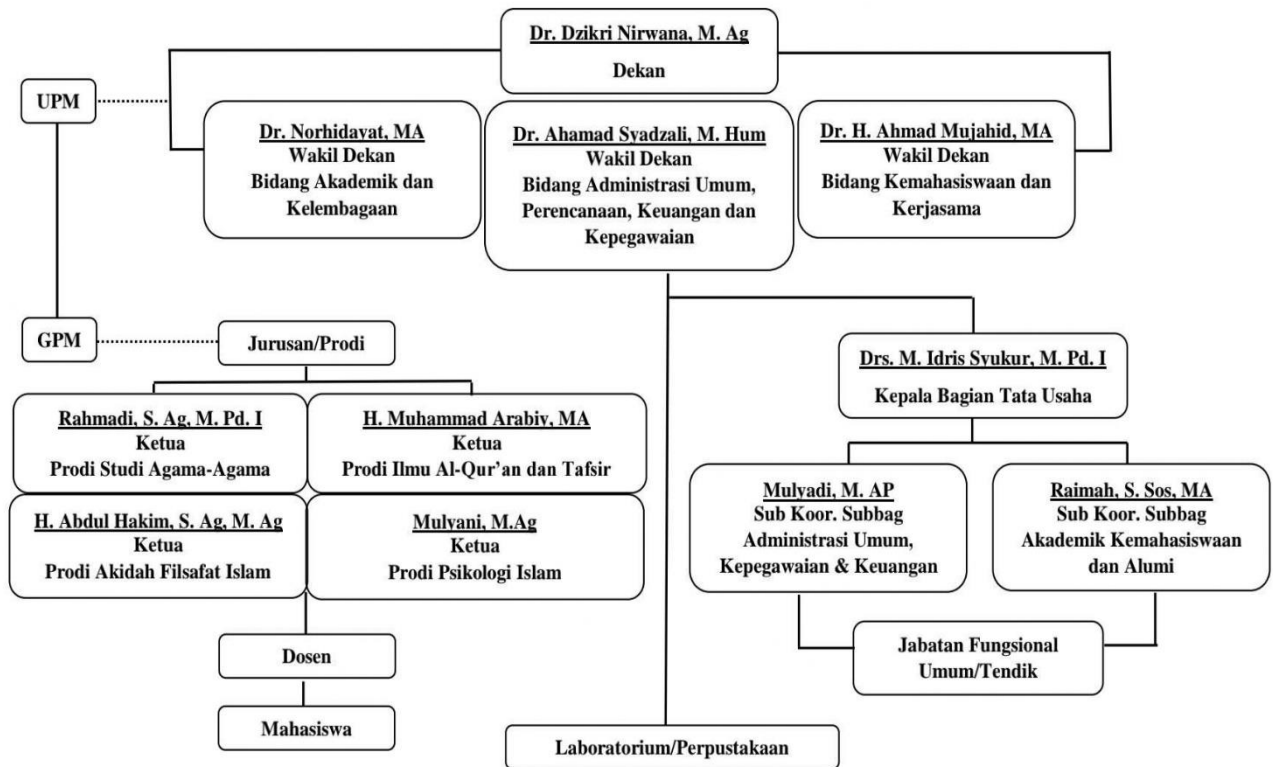 Dr. Dzikri Nirwana, M. Ag
Dekan
UPM
Dr. Norhidayat, MA
Wakil Dekan
Bidang Akademik dan
Kelembagaan
Dr. Ahamad Syadzali, M. Hum
Wakil Dekan
Bidang Administrasi Umum,
Perencanaan, Keuangan dan
Kepegawaian
Dr. H. Ahmad Mujahid, MA
Wakil Dekan
Bidang Kemahasiswaan dan
Kerjasama
GPM
Jurusan/Prodi
Drs. M. Idris Syukur, M. Pd. I
Kepala Bagian Tata Usaha
Rahmadi, S. Ag, M. Pd. I
Ketua
Prodi Studi Agama-Agama
H. Muhammad Arabiy, MA
Ketua
Prodi Ilmu Al-Qur’an dan Tafsir
H. Abdul Hakim, S. Ag, M. Ag
Ketua
Prodi Akidah Filsafat Islam
Mulyani, M.Ag
Ketua
Prodi Psikologi Islam
Mulyadi, M. AP
Sub Koor. Subbag
Administrasi Umum,
Kepegawaian & Keuangan
Raimah, S. Sos, MA
Sub Koor. Subbag
Akademik Kemahasiswaan
dan Alumi
Dosen
Jabatan Fungsional
Umum/Tendik
Mahasiswa
Laboratorium/Perpustakaan